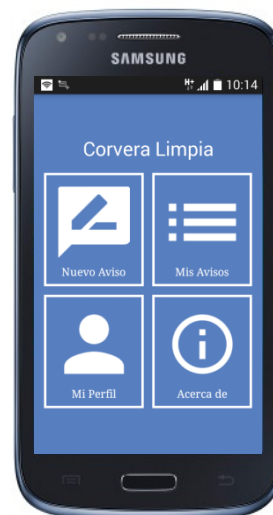 SAMSUNG
H+ 10:14
Corvera Limpia
Nuevo Aviso
Mis Avisos
Mi Perfil
Acerca de